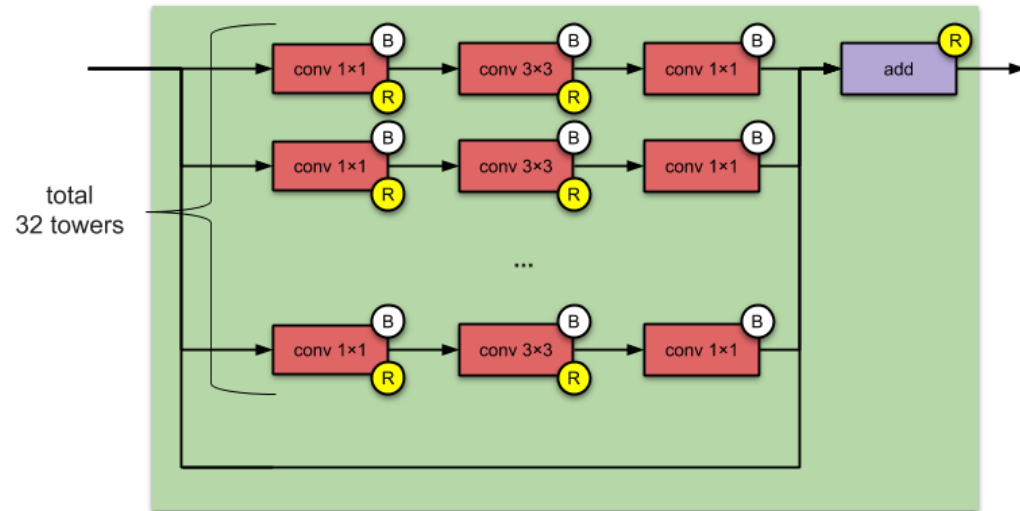 B B B R
conv 1×1 conv 3×3 conv 1×1 add
R R
B B B
conv 1×1 conv 3×3 conv 1×1
R R
total
32 towers
...
B B B
conv 1×1 conv 3×3 conv 1×1
R R